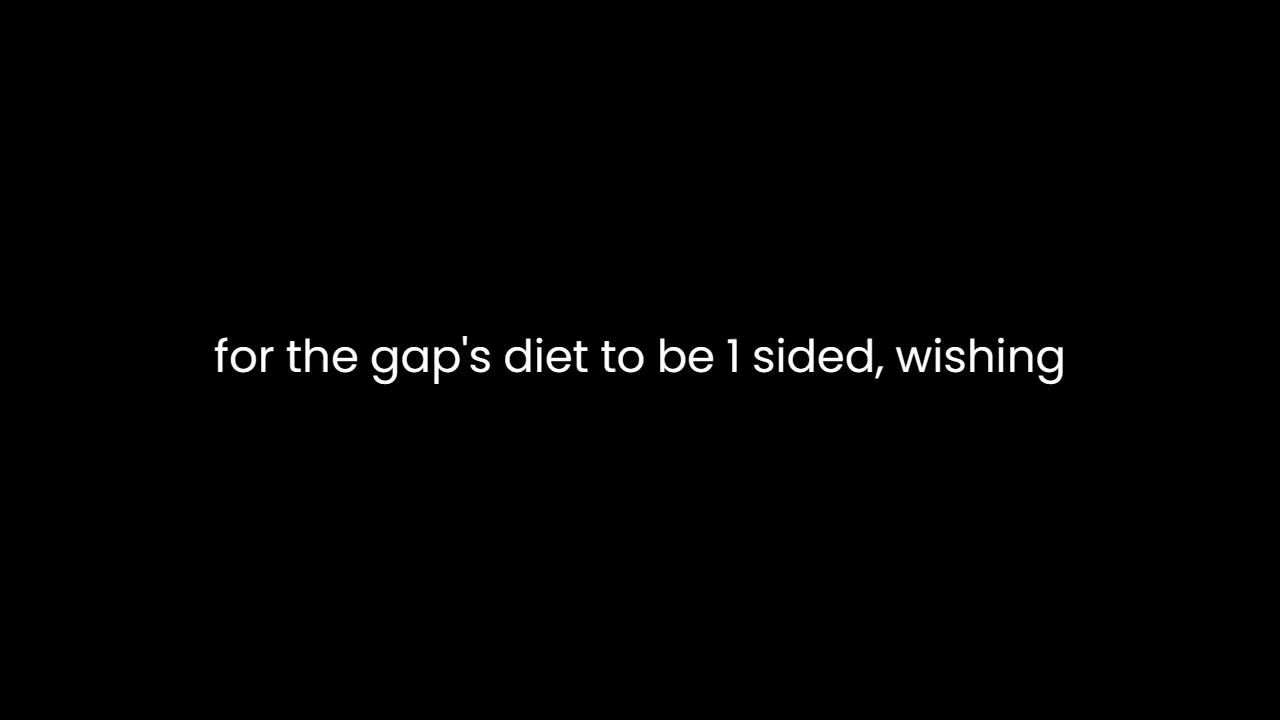 for the gap's diet to be 1 sided, wishing